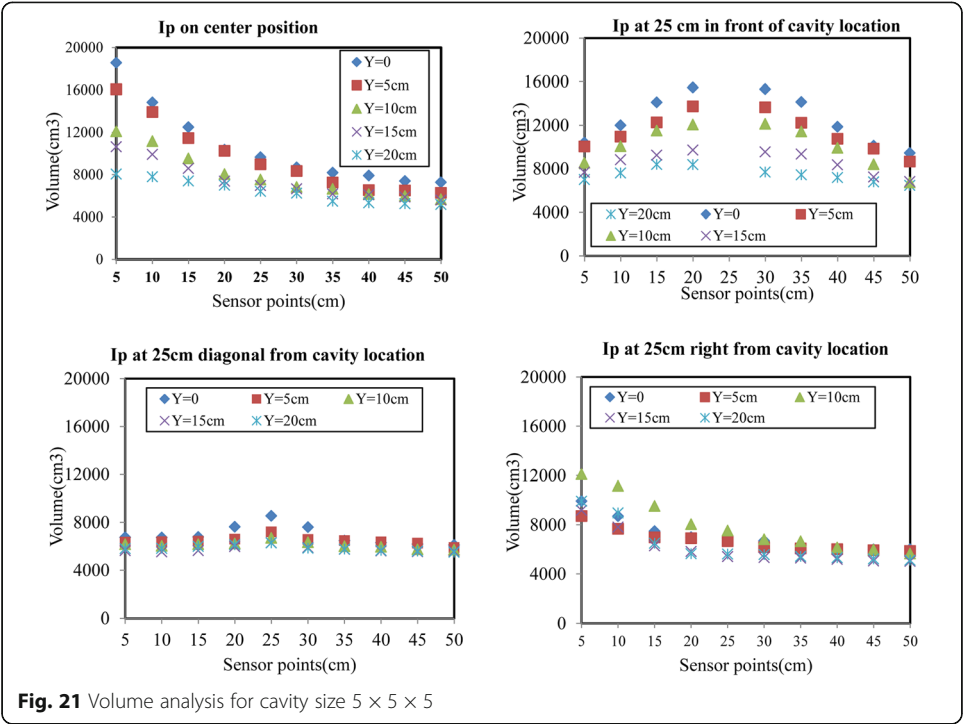 Ip on center position
20000
16000
12000
8000
4000
0
Volume(cm3)
Y=0
Y=5cm
Y=10cm
Y=15cm
Y=20cm
5 10 15 20 25 30 35 40 45 50
Sensor points(cm)
Ip at 25 cm in front of cavity location
20000
16000
12000
8000
4000
0
Volume(cm3)
Y=20cm Y=0 Y=5cm
Y=10cm Y=15cm
5 10 15 20 25 30 35 40 45 50
Sensor points(cm)
Ip at 25cm diagonal from cavity location
20000
16000
12000
8000
4000
0
Volume(cm3)
Y=0 Y=5cm Y=10cm
Y=15cm Y=20cm
5 10 15 20 25 30 35 40 45 50
Sensor points(cm)
Ip at 25cm right from cavity location
20000
16000
12000
8000
4000
0
Volume(cm3)
Y=0 Y=5cm Y=10cm
Y=15cm Y=20cm
5 10 15 20 25 30 35 40 45 50
Sensor points(cm)
Fig. 21 Volume analysis for cavity size 5 × 5 × 5